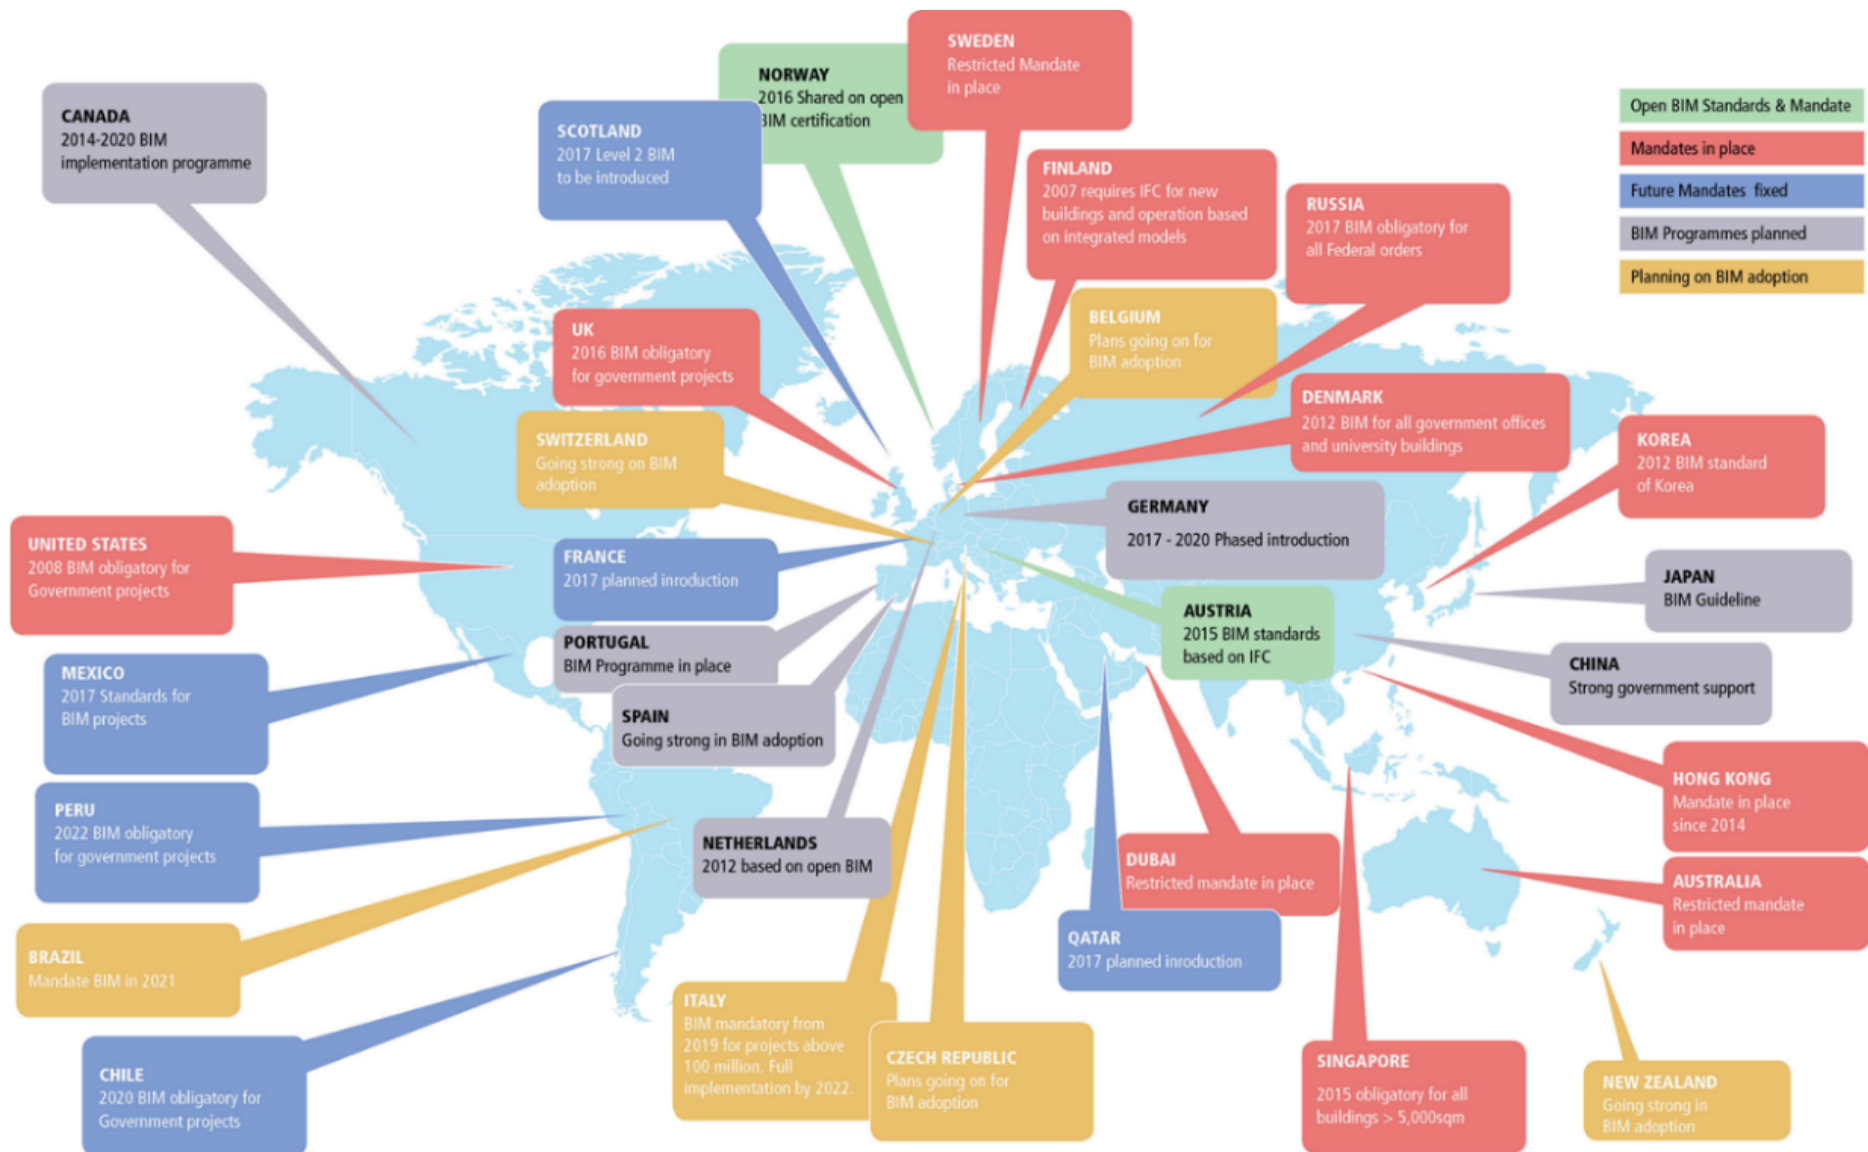 SWEDEN
Restricted Mandate
in place
NORWAY
2016 Shared on open
BIM certification
CANADA
2014-2020 BIM
implementation programme
SCOTLAND
2017 Level 2 BIM
to be introduced
FINLAND
2007 requires IFC for new
buildings and operation based
on integrated models
RUSSIA
2017 BIM obligatory for
all Federal orders
Open BIM Standards & Mandate
Mandates in place
Future Mandates fixed
BIM Programmes planned
Planning on BIM adoption
UK
2016 BIM obligatory
for government projects
BELGIUM
Plans going on for
BIM adoption
SWITZERLAND
Going strong on BIM
adoption
DENMARK
2012 BIM for all government offices
and university buildings
KOREA
2012 BIM standard
of Korea
GERMANY
2017 - 2020 Phased introduction
UNITED STATES
2008 BIM obligatory for
Government projects
FRANCE
2017 planned inroduction
JAPAN
BIM Guideline
AUSTRIA
2015 BIM standards
based on IFC
PORTUGAL
BIM Programme in place
MEXICO
2017 Standards for
BIM projects
CHINA
Strong government support
SPAIN
Going strong in BIM adoption
HONG KONG
Mandate in place
since 2014
PERU
2022 BIM obligatory
for government projects
NETHERLANDS
2012 based on open BIM
DUBAI
Restricted mandate in place
AUSTRALIA
Restricted mandate
in place
QATAR
2017 planned inroduction
BRAZIL
Mandate BIM in 2021
ITALY
BIM mandatory from
2019 for projects above
100 million. Full
implementation by 2022.
CZECH REPUBLIC
Plans going on for
BIM adoption
SINGAPORE
2015 obligatory for all
buildings > 5,000sqm
NEW ZEALAND
Going strong in
BIM adoption
CHILE
2020 BIM obligatory for
Government projects